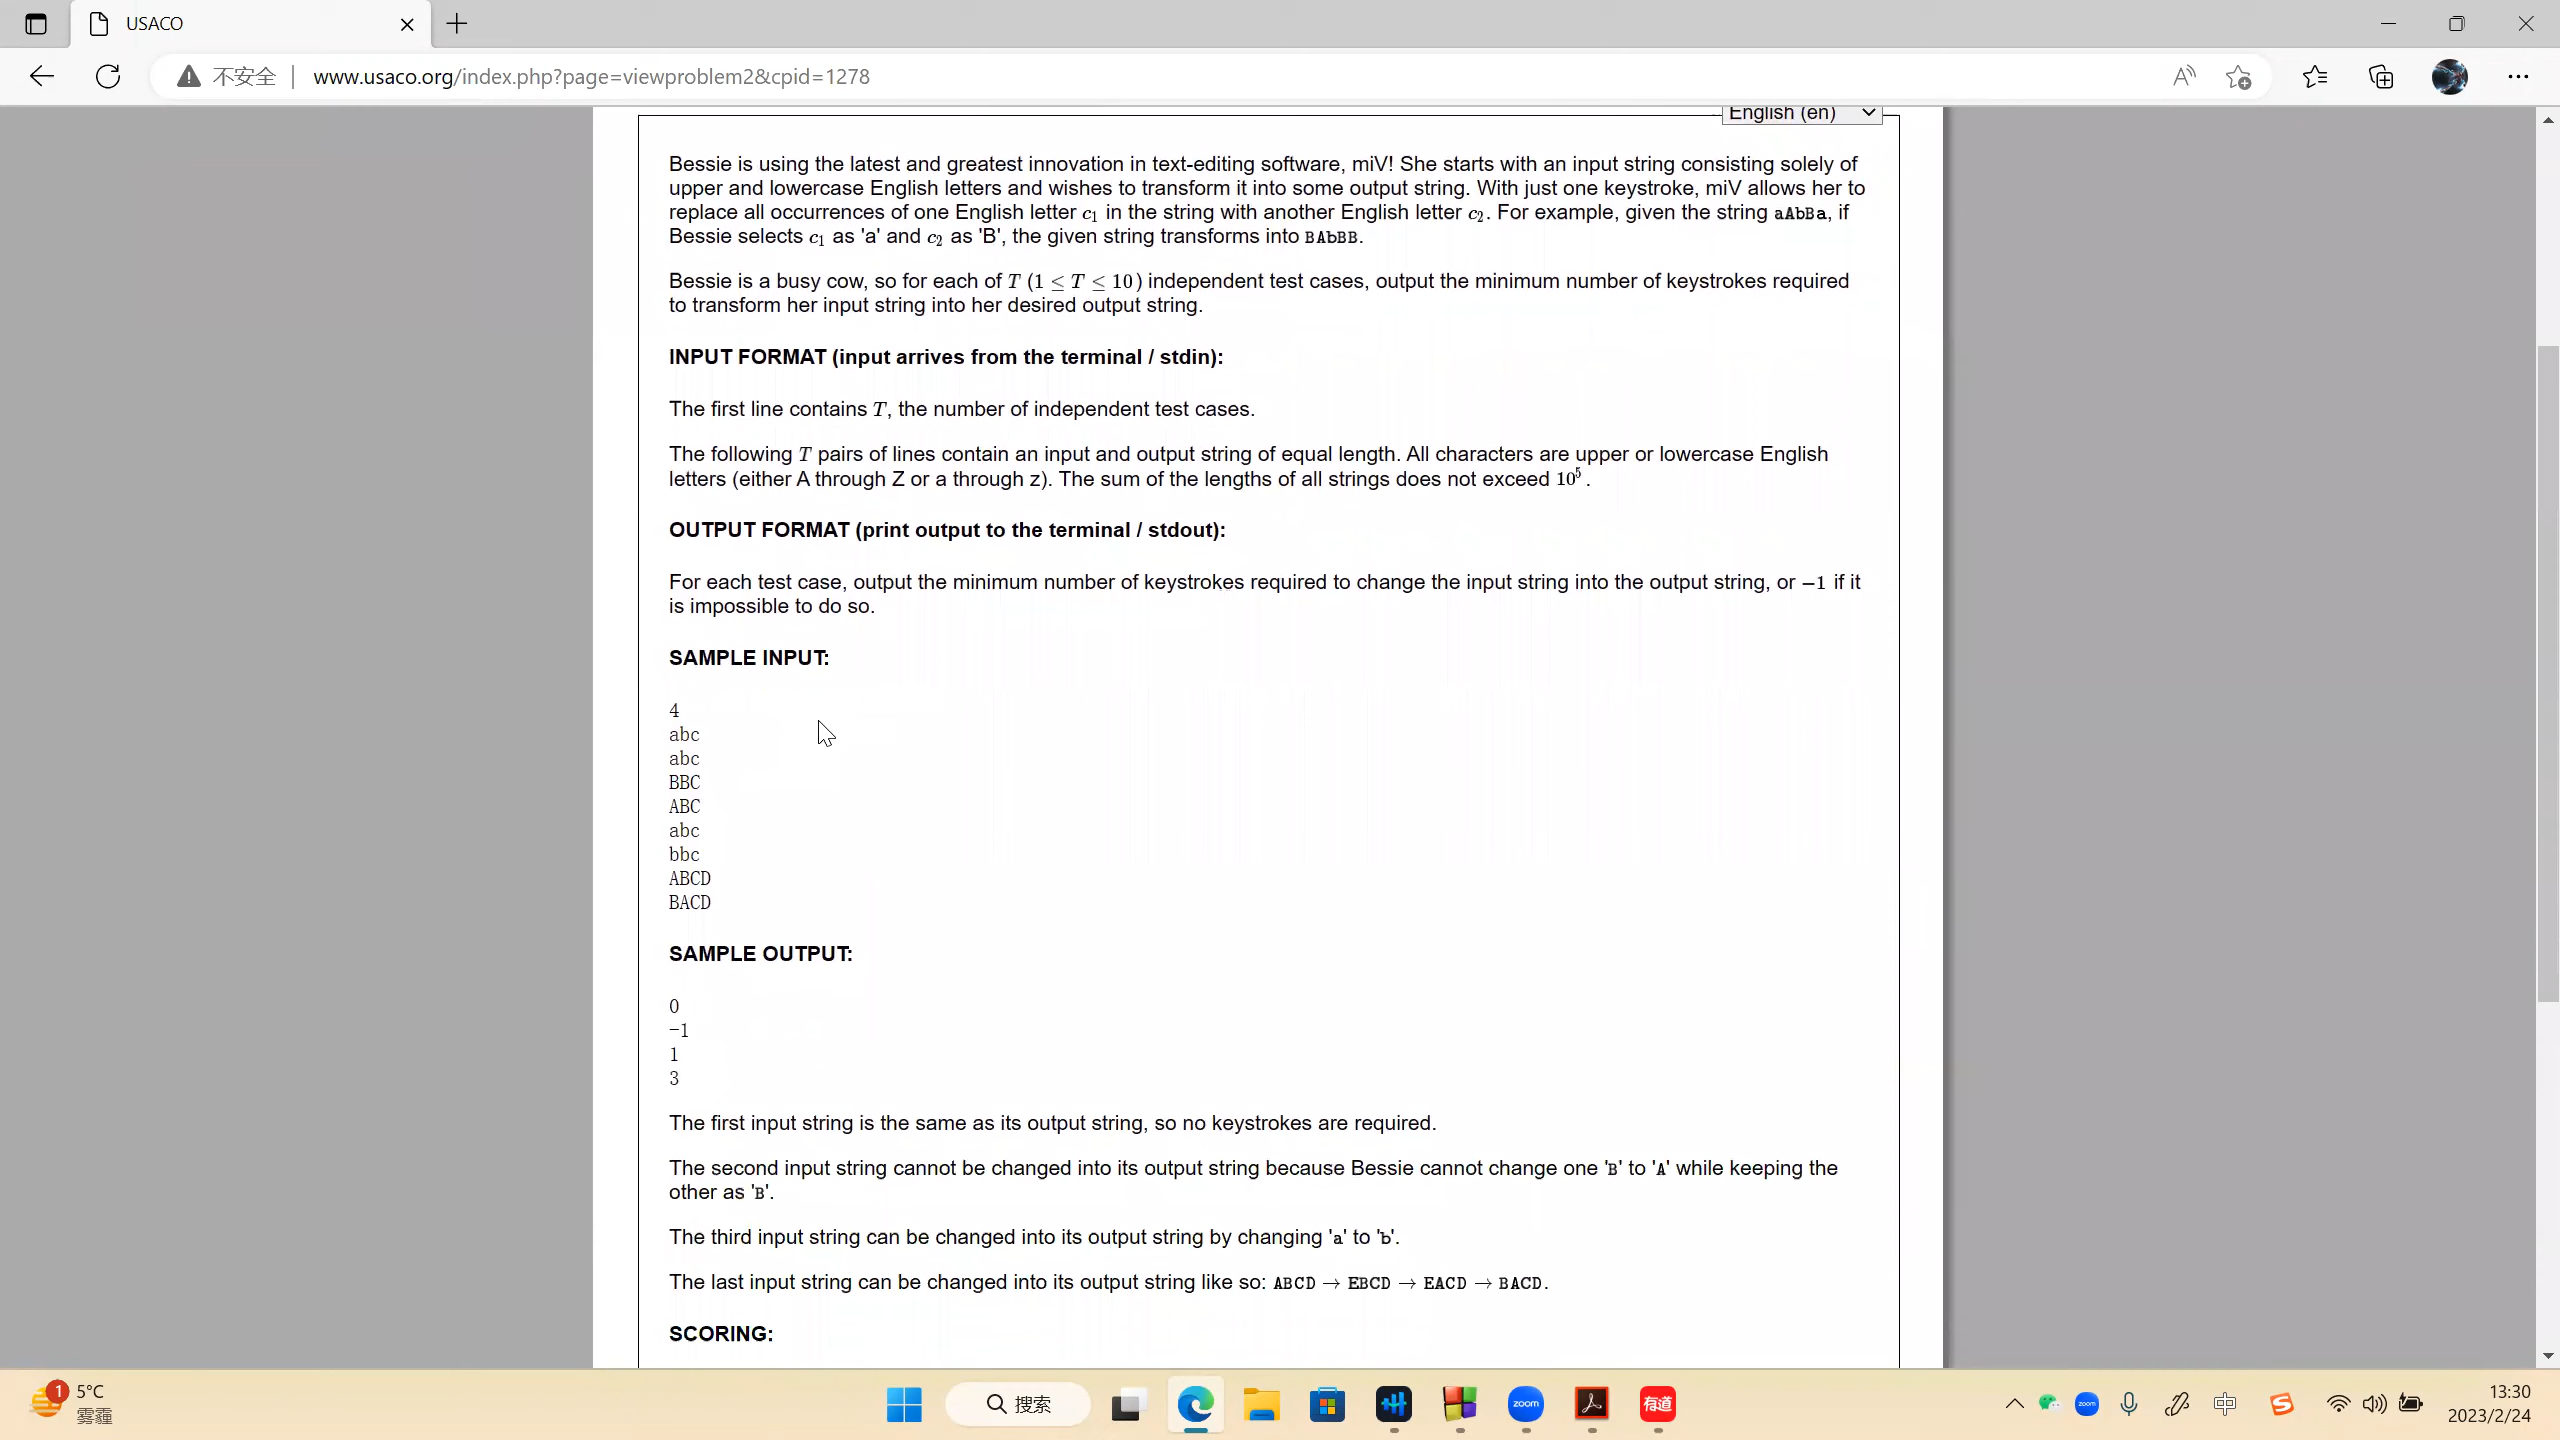 USACO
不安全 www.usaco.org/index.php?page=viewproblem2&cpid=1278
English (en)
Bessie is using the latest and greatest innovation in text-editing software, miV! She starts with an input string consisting solely of
upper and lowercase English letters and wishes to transform it into some output string. With just one keystroke, miV allows her to
replace all occurrences of one English letter c₁ in the string with another English letter c₂. For example, given the string aAbBa, if
Bessie selects c₁ as 'a' and c₂ as 'B', the given string transforms into BAbBB.
Bessie is a busy cow, so for each of T (1 ≤ T ≤ 10) independent test cases, output the minimum number of keystrokes required
to transform her input string into her desired output string.
INPUT FORMAT (input arrives from the terminal / stdin):
The first line contains T, the number of independent test cases.
The following T pairs of lines contain an input and output string of equal length. All characters are upper or lowercase English
letters (either A through Z or a through z). The sum of the lengths of all strings does not exceed 10⁵.
OUTPUT FORMAT (print output to the terminal / stdout):
For each test case, output the minimum number of keystrokes required to change the input string into the output string, or −1 if it
is impossible to do so.
SAMPLE INPUT:
4
abc
abc
BBC
ABC
abc
bbc
ABCD
BACD
SAMPLE OUTPUT:
0
-1
1
3
The first input string is the same as its output string, so no keystrokes are required.
The second input string cannot be changed into its output string because Bessie cannot change one 'B' to 'A' while keeping the
other as 'B'.
The third input string can be changed into its output string by changing 'a' to 'b'.
The last input string can be changed into its output string like so: ABCD → EBCD → EACD → BACD.
SCORING:
1
5°C
雾霾
搜索
zoom
有道
zoom
中
13:30
2023/2/24